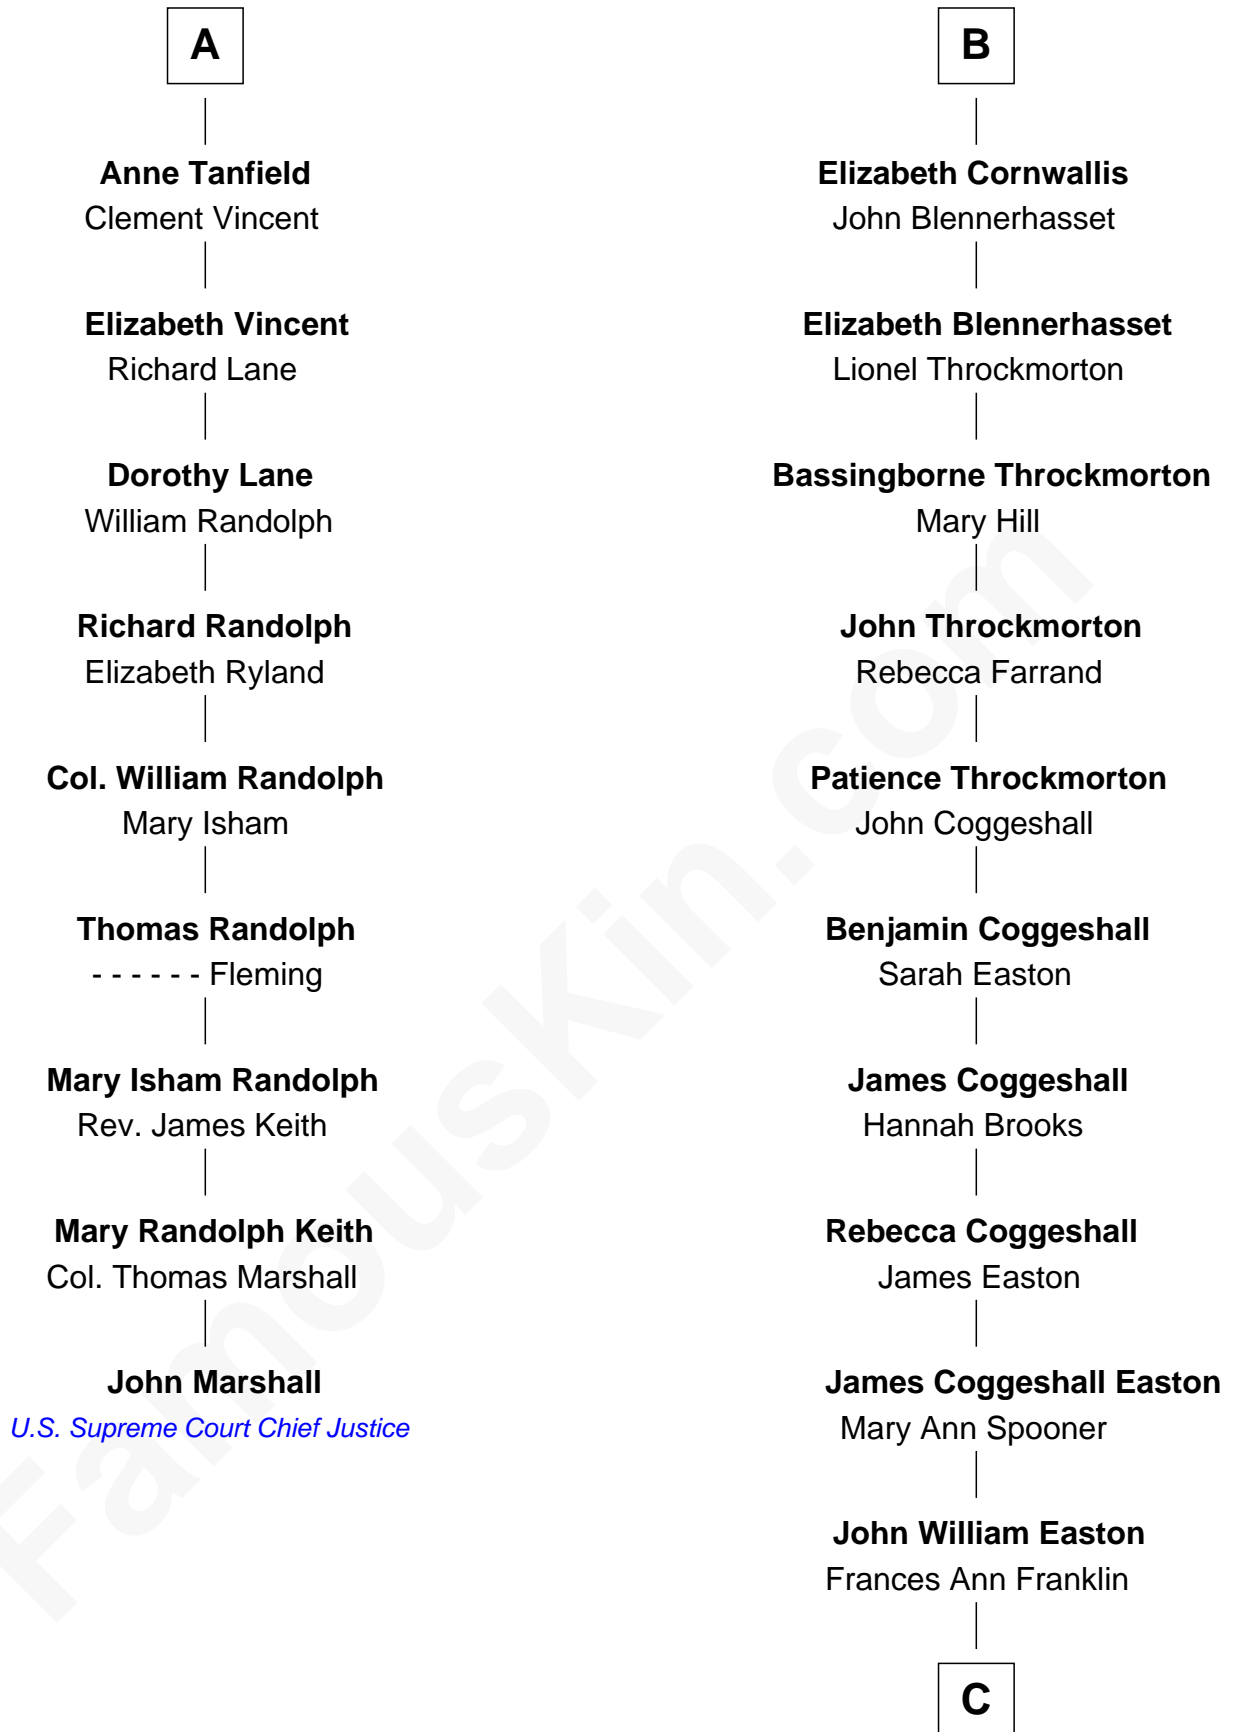 A
Anne Tanfield
Clement Vincent
Elizabeth Vincent
Richard Lane
Dorothy Lane
William Randolph
Richard Randolph
Elizabeth Ryland
Col. William Randolph
Mary Isham
Thomas Randolph
- - - - - - Fleming
Mary Isham Randolph
Rev. James Keith
Mary Randolph Keith
Col. Thomas Marshall
John Marshall
U.S. Supreme Court Chief Justice
B
Elizabeth Cornwallis
John Blennerhasset
Elizabeth Blennerhasset
Lionel Throckmorton
Bassingborne Throckmorton
Mary Hill
John Throckmorton
Rebecca Farrand
Patience Throckmorton
John Coggeshall
Benjamin Coggeshall
Sarah Easton
James Coggeshall
Hannah Brooks
Rebecca Coggeshall
James Easton
James Coggeshall Easton
Mary Ann Spooner
John William Easton
Frances Ann Franklin
C
FamousKin.com